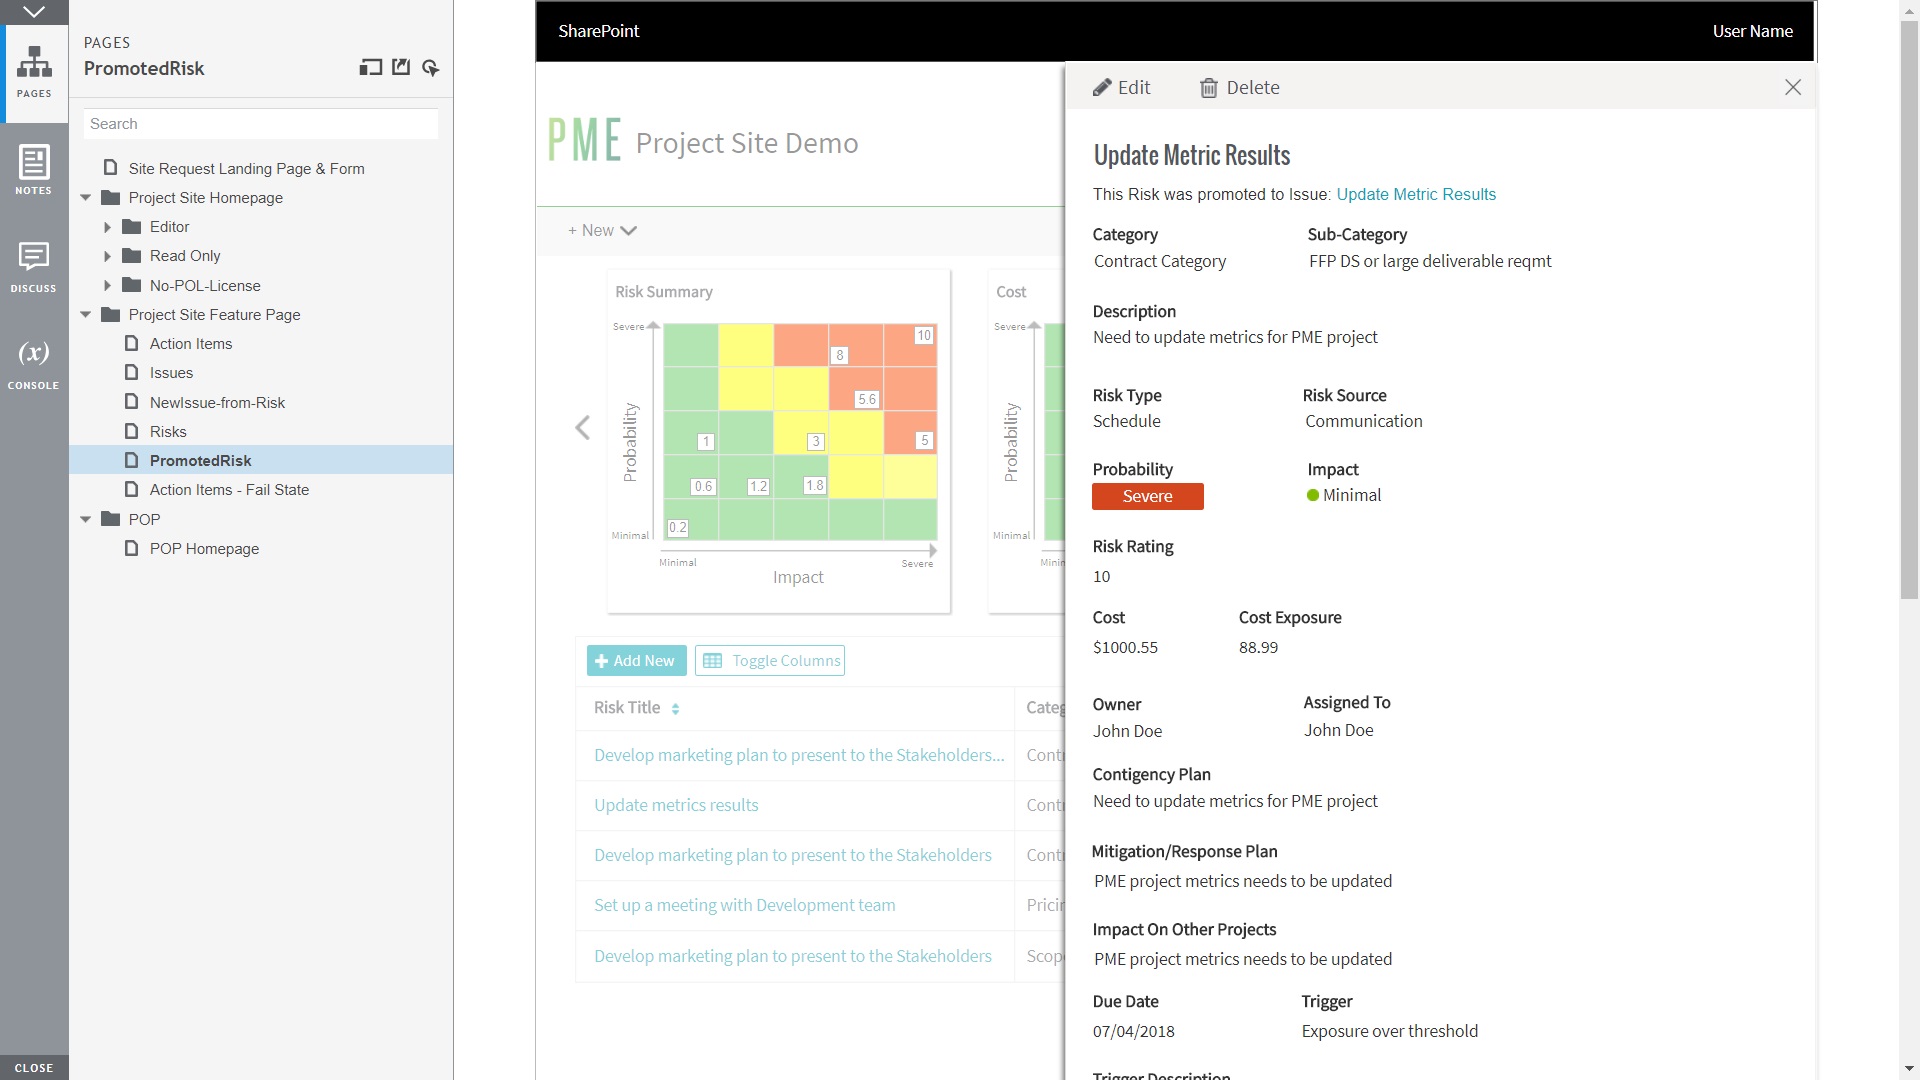 PAGES
NOTES
DISCUSS
(x)
CONSOLE
CLOSE
PAGES
PromotedRisk
Search
Site Request Landing Page & Form
Project Site Homepage
Editor
Read Only
No-POL-License
Project Site Feature Page
Action Items
Issues
NewIssue-from-Risk
Risks
PromotedRisk
Action Items - Fail State
POP
POP Homepage
SharePoint
User Name
PME Project Site Demo
+ New
Risk Summary
Severe
Probability
Minimal
10
8
5.6
1
3
5
0.6
1.2
1.8
0.2
Minimal
Severe
Impact
Cost
Severe
Probability
Minimal
Add New
Toggle Columns
Risk Title
Develop marketing plan to present to the Stakeholders...
Update metrics results
Develop marketing plan to present to the Stakeholders
Set up a meeting with Development team
Develop marketing plan to present to the Stakeholders
Edit
Delete
Update Metric Results
This Risk was promoted to Issue: Update Metric Results
Category Sub-Category
Contract Category FFP DS or large deliverable reqmt
Description
Need to update metrics for PME project
Risk Type Risk Source
Schedule Communication
Probability Impact
Severe Minimal
Risk Rating
10
Cost Cost Exposure
$1000.55 88.99
Owner Assigned To
John Doe John Doe
Contigency Plan
Need to update metrics for PME project
Mitigation/Response Plan
PME project metrics needs to be updated
Impact On Other Projects
PME project metrics needs to be updated
Due Date Trigger
07/04/2018 Exposure over threshold
Trigger Description